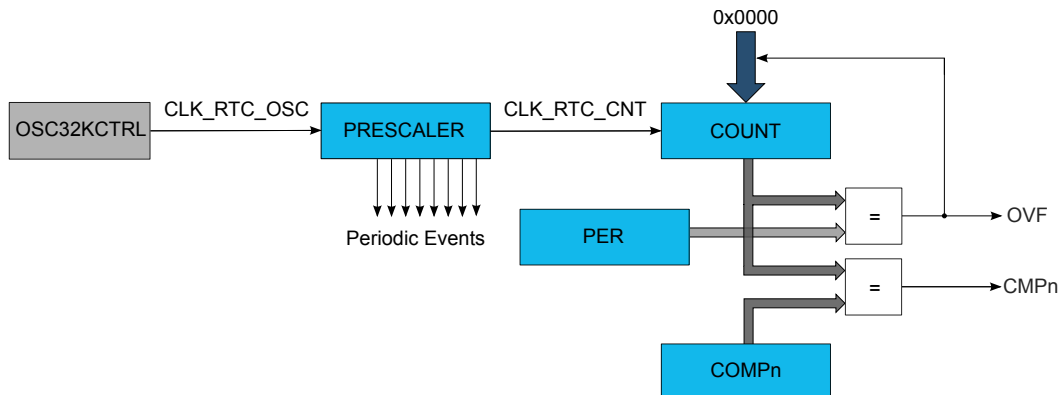 0x0000
OSC32KCTRL
CLK_RTC_OSC
PRESCALER
CLK_RTC_CNT
COUNT
Periodic Events
PER
=
OVF
=
CMPn
COMPn